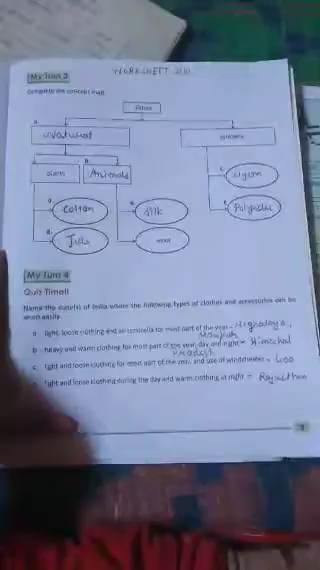 My Turn 3
WORKSHEET
Complete the concept map.
Fibres
a. Natural
synthetic
b. Animals
c. Nylon
Cotton
Silk
Polyester
Jute
wool
My Turn 4
Quiz Time!!
Name the state(s) of India where the following types of clothes and accessories can be
worn easily.
a light, loose clothing and an umbrella for most part of the year - Meghalaya,
b heavy and warm clothing for most part of the year, day and night = Himachal
Pradesh
c light and loose clothing for most part of the year, and use of windcheater = Goa
light and loose clothing during the day and warm clothing at night = Rajasthan